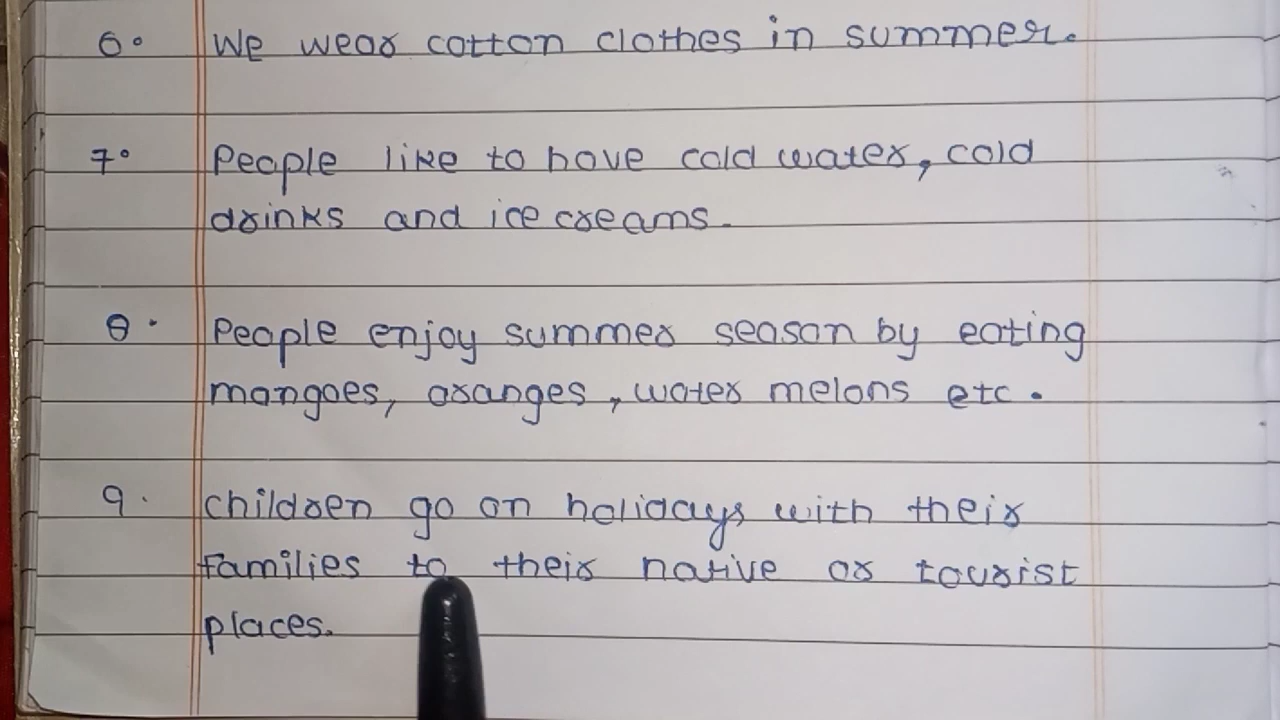 6. We wear cotton clothes in summer.
7. People like to have cold water, cold
drinks and ice creams.
8. People enjoy summer season by eating
mangoes, oranges, water melons etc.
9. children go on holidays with their
families to their native or tourist
places.